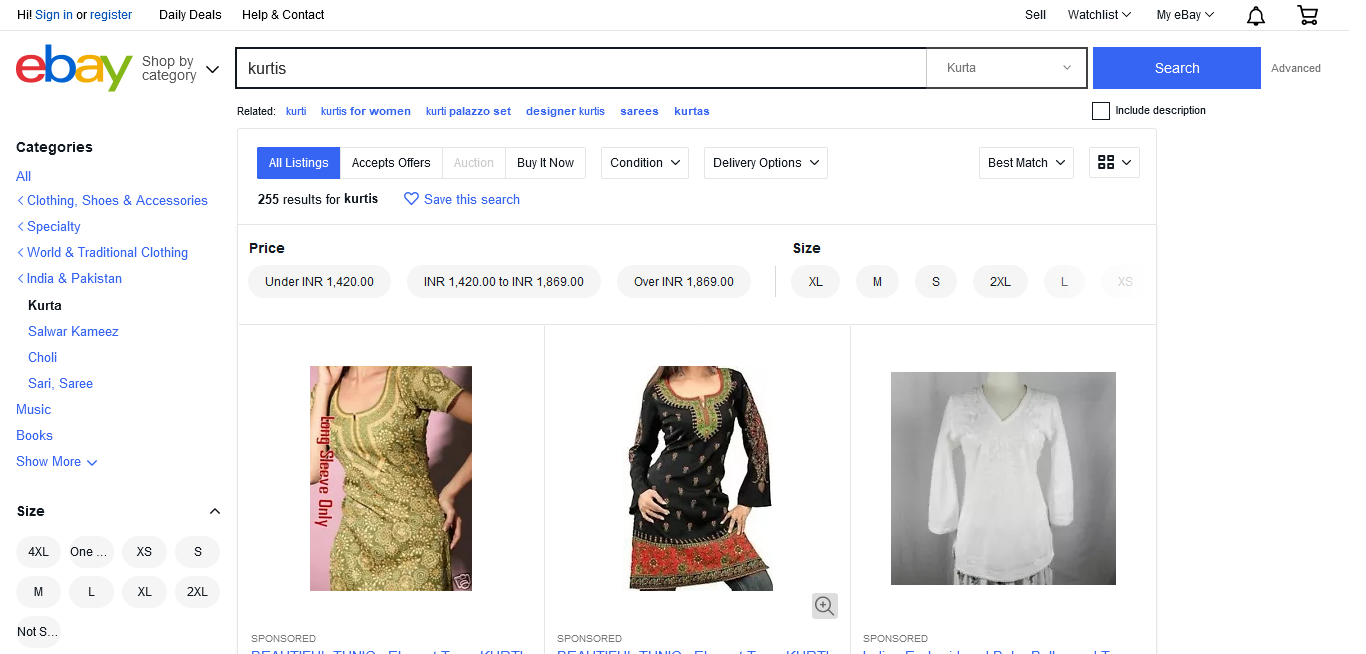 Hi! Sign in or register Daily Deals Help & Contact Sell Watchlist My eBay
ebay Shop by category kurtis Kurta Search Advanced
Related: kurti kurtis for women kurti palazzo set designer kurtis sarees kurtas Include description
Categories
All
Clothing, Shoes & Accessories
Specialty
World & Traditional Clothing
India & Pakistan
Kurta
Salwar Kameez
Choli
Sari, Saree
Music
Books
Show More
Size
4XL One ... XS S
M L XL 2XL
Not S...
All Listings Accepts Offers Auction Buy It Now Condition Delivery Options Best Match
255 results for kurtis Save this search
Price Size
Under INR 1,420.00 INR 1,420.00 to INR 1,869.00 Over INR 1,869.00 XL M S 2XL L XS
Long Sleeve Only
SPONSORED SPONSORED SPONSORED